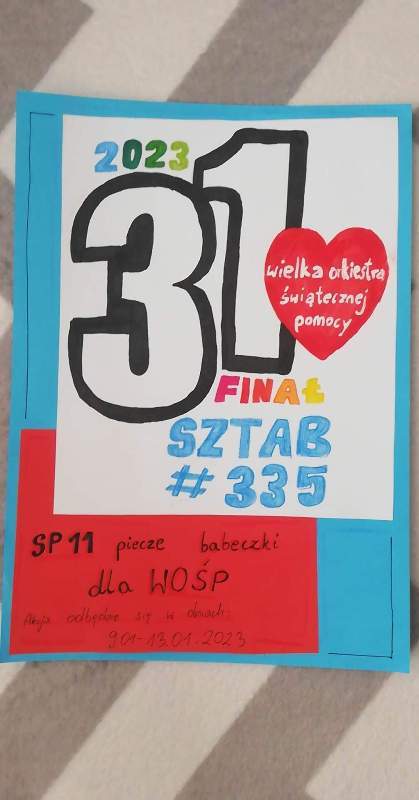 2023
31
wielka orkiestra
świątecznej
pomocy
FINAŁ
SZTAB
# 335
SP 11 piecze babeczki
dla WOŚP
Akcja odbędzie się w dniach:
9.01-13.01.2023